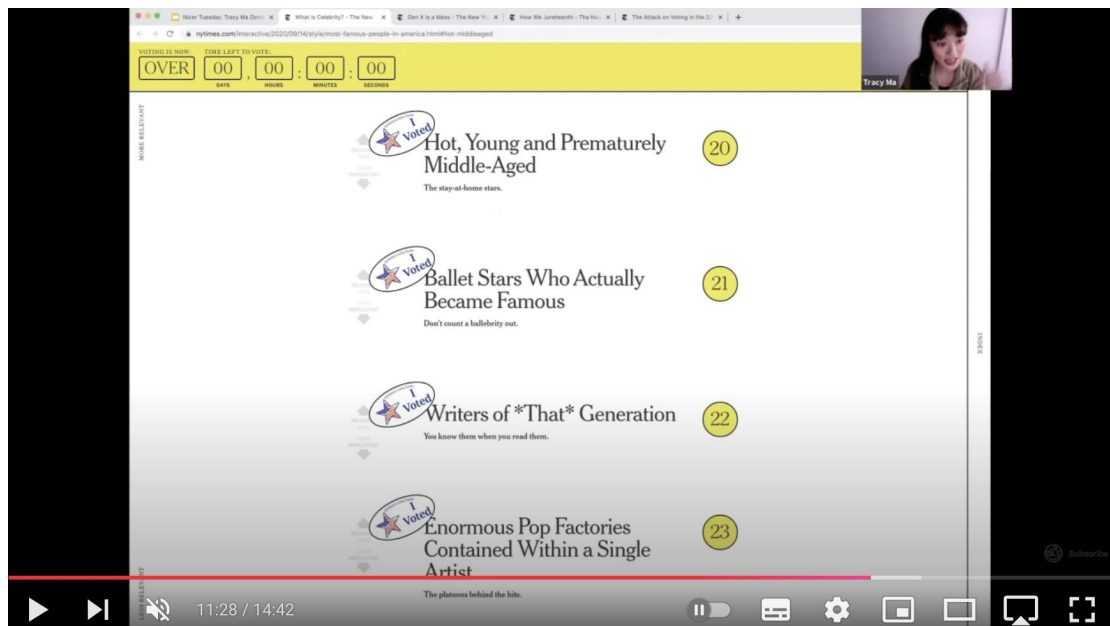 Nicer Tuesday: Tracy Ma Octo
What Is Celebrity? - The New
Gen X Is a Mess - The New Yo
How We Juneteenth - The New
The Attack on Voting in the 20
nytimes.com/interactive/2020/09/14/style/most-famous-people-in-america.html#hot-middleaged
VOTING IS NOW: TIME LEFT TO VOTE:
OVER 00 , 00 : 00 : 00
DAYS HOURS MINUTES SECONDS
Tracy Ma
MORE RELEVANT
I Voted
Hot, Young and Prematurely
Middle-Aged
20
The stay-at-home stars.
I Voted
Ballet Stars Who Actually
Became Famous
21
Don't count a ballebrity out.
INDEX
I Voted
Writers of *That* Generation
22
You know them when you read them.
I Voted
Enormous Pop Factories
Contained Within a Single
Artist
23
The platoons behind the hits.
LESS RELEVANT
Subscribe
11:28 / 14:42